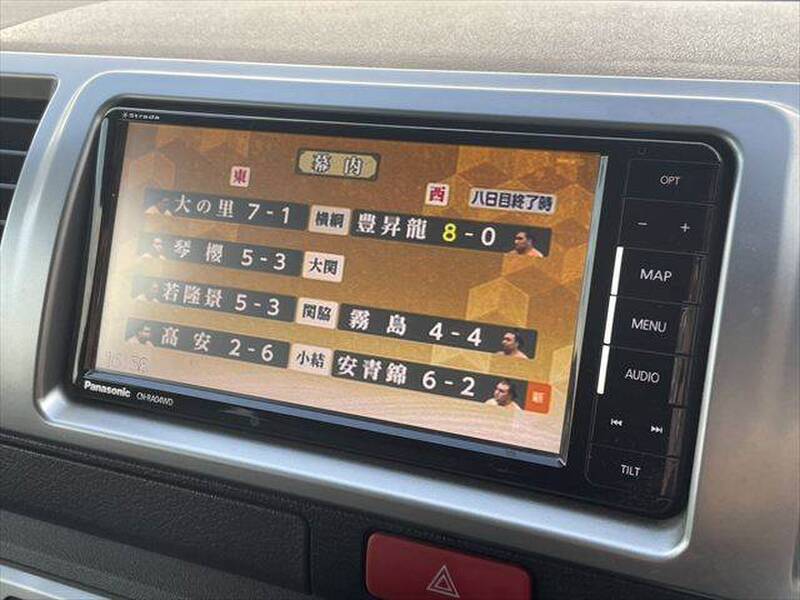 Strada
幕内
東
西 八日目終了時
大の里 7-1 横綱 豊昇龍 8-0
琴櫻 5-3 大関
若隆景 5-3 関脇 霧島 4-4
高安 2-6 小結 安青錦 6-2 新
16:58
Panasonic CN-RA04WD
OPT
- +
MAP
MENU
AUDIO
TILT